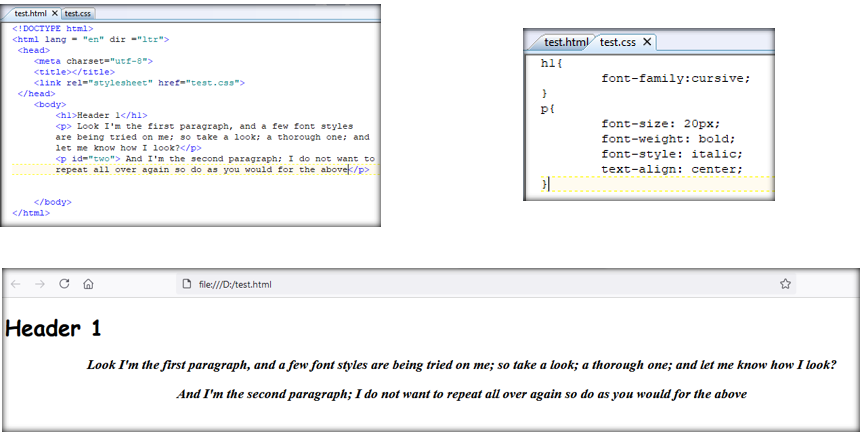 test.html test.css
<!DOCTYPE html>
<html lang = "en" dir ="ltr">
<head>
<meta charset="utf-8">
<title></title>
<link rel="stylesheet" href="test.css">
</head>
<body>
<h1>Header 1</h1>
<p> Look I'm the first paragraph, and a few font styles
are being tried on me; so take a look; a thorough one; and
let me know how I look?</p>
<p id="two"> And I'm the second paragraph; I do not want to
repeat all over again so do as you would for the above</p>
</body>
</html>
test.html test.css
h1{
font-family:cursive;
}
p{
font-size: 20px;
font-weight: bold;
font-style: italic;
text-align: center;
}
file:///D:/test.html
Header 1
Look I'm the first paragraph, and a few font styles are being tried on me; so take a look; a thorough one; and let me know how I look?
And I'm the second paragraph; I do not want to repeat all over again so do as you would for the above